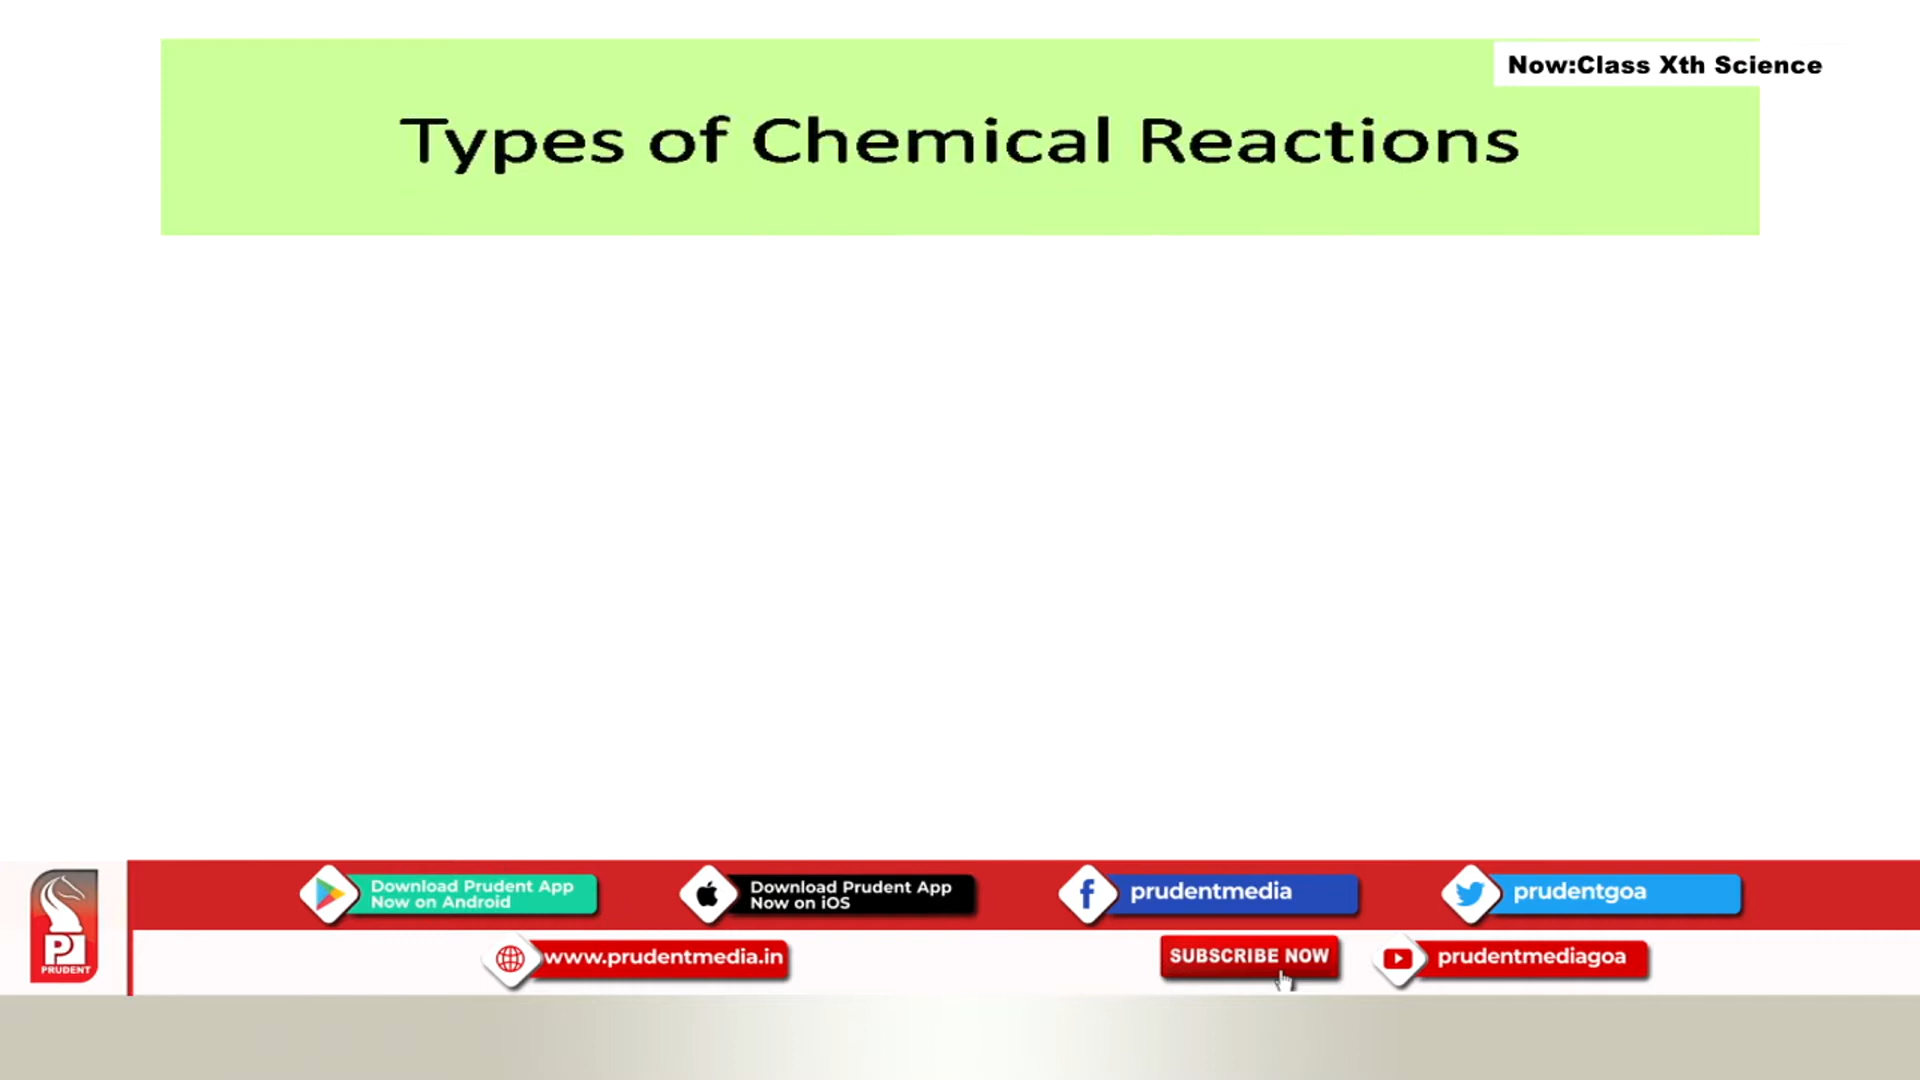 Now:Class Xth Science
Types of Chemical Reactions
Download Prudent App
Now on Android
Download Prudent App
Now on iOS
prudentmedia
prudentgoa
www.prudentmedia.in
SUBSCRIBE NOW
prudentmediagoa
P
PRUDENT